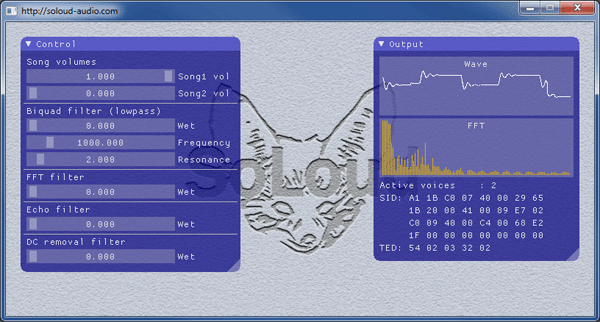 http://soloud-audio.com
Control
Song volumes
1.000 Song1 vol
0.000 Song2 vol
Biquad filter (lowpass)
0.000 Wet
1000.000 Frequency
2.000 Resonance
FFT filter
0.000 Wet
Echo filter
0.000 Wet
DC removal filter
0.000 Wet
SoLoud
Output
Wave
FFT
Active voices : 2
SID: A1 1B C0 07 40 00 29 65
1B 20 08 41 00 89 E7 02
C0 09 40 00 C4 00 68 E2
1F 00 00 00 00 00 00 00
TED: 54 02 03 32 02